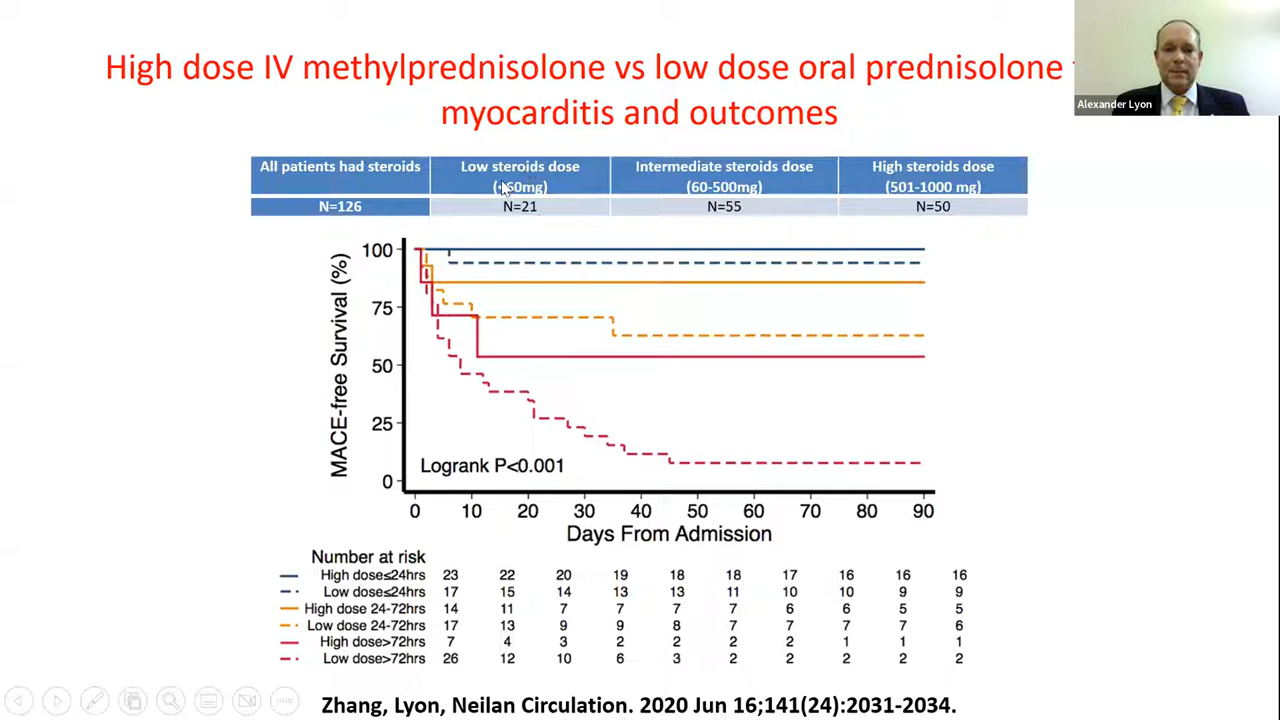 High dose IV methylprednisolone vs low dose oral prednisolone
myocarditis and outcomes
Alexander Lyon
All patients had steroids Low steroids dose Intermediate steroids dose High steroids dose
(60-500mg) (501-1000 mg)
N=126 N=21 N=55 N=50
MACE-free Survival (%)
100
75
50
25
0
Logrank P<0.001
0 10 20 30 40 50 60 70 80 90
Days From Admission
Number at risk
High dose≤24hrs 23 22 20 19 18 18 17 16 16 16
Low dose≤24hrs 17 15 14 13 13 11 10 10 9 9
High dose 24-72hrs 14 11 7 7 7 7 6 6 5 5
Low dose 24-72hrs 17 13 9 9 8 7 7 7 7 6
High dose>72hrs 7 4 3 2 2 2 2 1 1 1
Low dose>72hrs 26 12 10 6 3 2 2 2 2 2
Zhang, Lyon, Neilan Circulation. 2020 Jun 16;141(24):2031-2034.